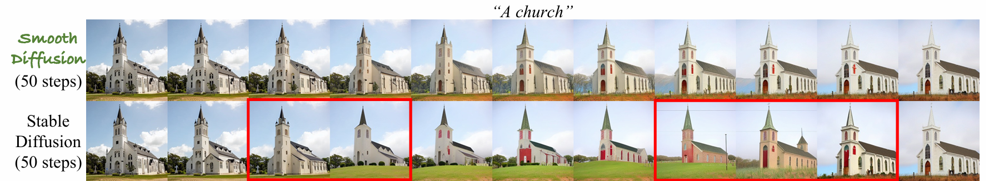 “A church”
Smooth
Diffusion
(50 steps)
Stable
Diffusion
(50 steps)